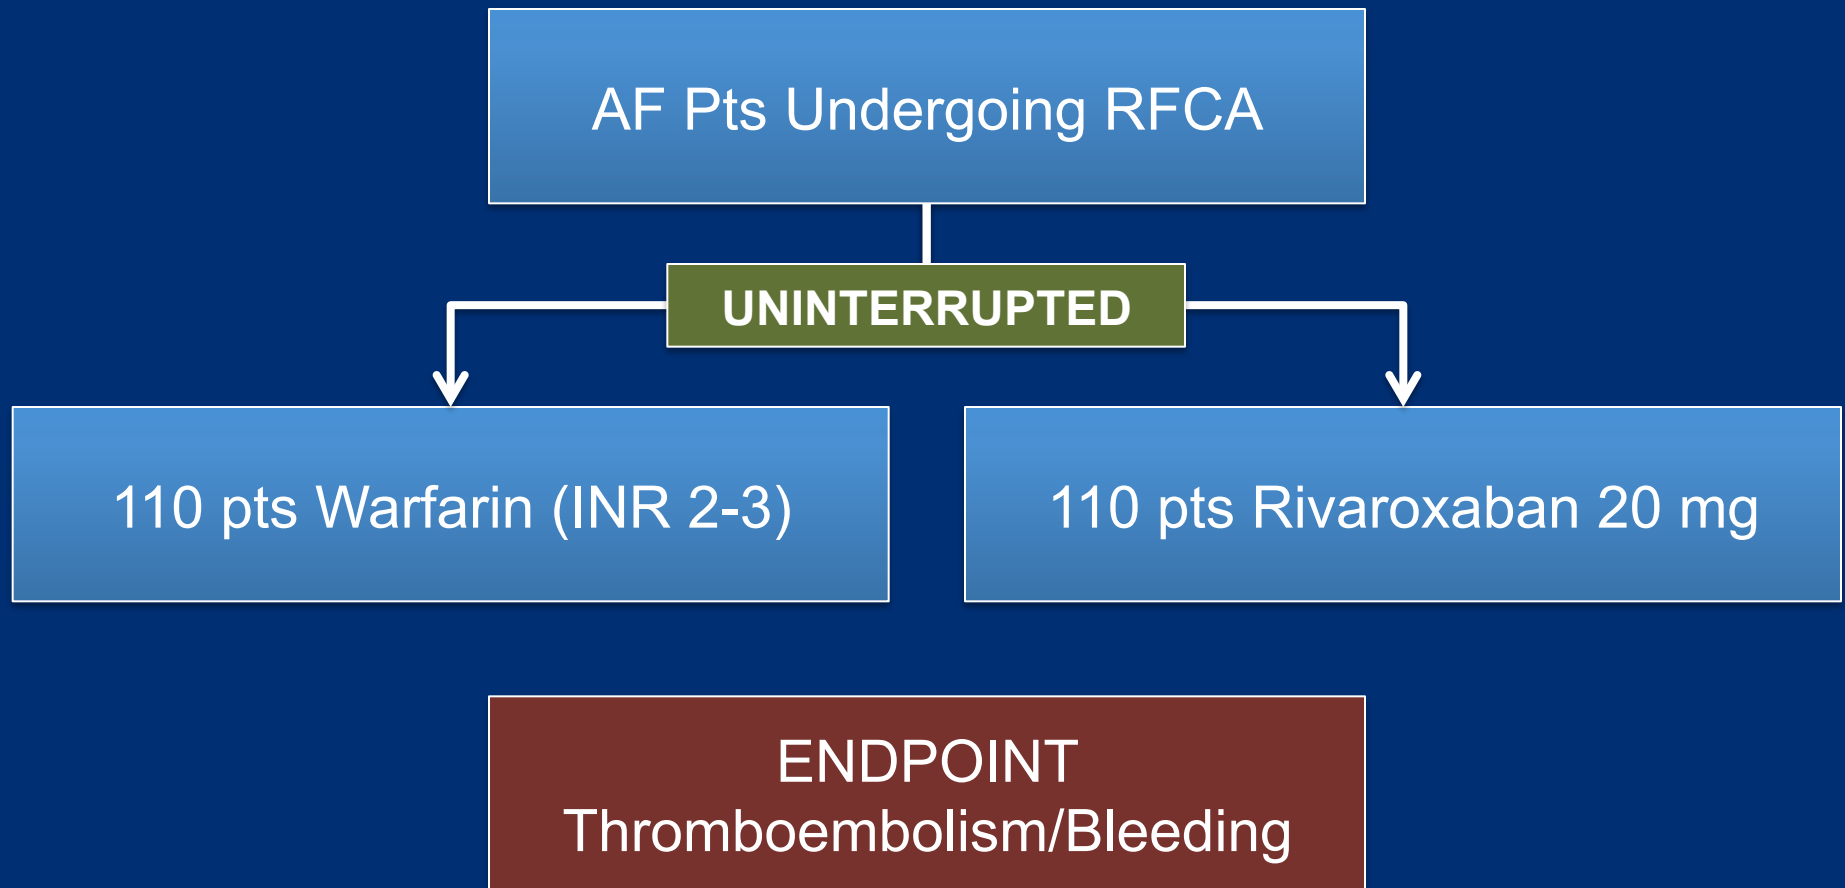 AF Pts Undergoing RFCA
UNINTERRUPTED
110 pts Warfarin (INR 2-3)
110 pts Rivaroxaban 20 mg
ENDPOINT
Thromboembolism/Bleeding